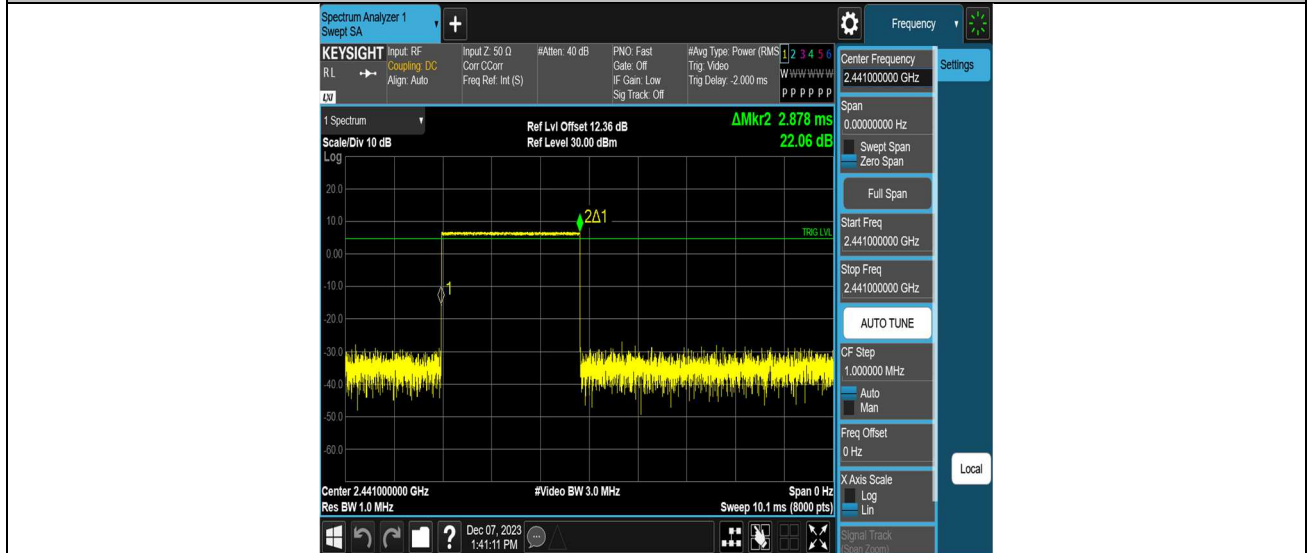 Spectrum Analyzer 1
Swept SA
+
Frequency
KEYSIGHT
RL
LXI
Input: RF
Coupling: DC
Align: Auto
Input Z: 50 Ω
Corr CCorr
Freq Ref: Int (S)
#Atten: 40 dB
PNO: Fast
Gate: Off
IF Gain: Low
Sig Track: Off
#Avg Type: Power (RMS
Trig: Video
Trig Delay: -2.000 ms
1 2 3 4 5 6
W W W W W W
P P P P P P
1 Spectrum
Scale/Div 10 dB
Log
Ref Lvl Offset 12.36 dB
Ref Level 30.00 dBm
ΔMkr2 2.878 ms
22.06 dB
20.0
10.0
0.00
-10.0
-20.0
-30.0
-40.0
-50.0
-60.0
2Δ1
TRIG LVL
1
Center 2.441000000 GHz
Res BW 1.0 MHz
#Video BW 3.0 MHz
Span 0 Hz
Sweep 10.1 ms (8000 pts)
?
Dec 07, 2023
1:41:11 PM
Center Frequency
2.441000000 GHz
Span
0.00000000 Hz
Swept Span
Zero Span
Full Span
Start Freq
2.441000000 GHz
Stop Freq
2.441000000 GHz
AUTO TUNE
CF Step
1.000000 MHz
Auto
Man
Freq Offset
0 Hz
X Axis Scale
Log
Lin
Signal Track
(Span Zoom)
Settings
Local